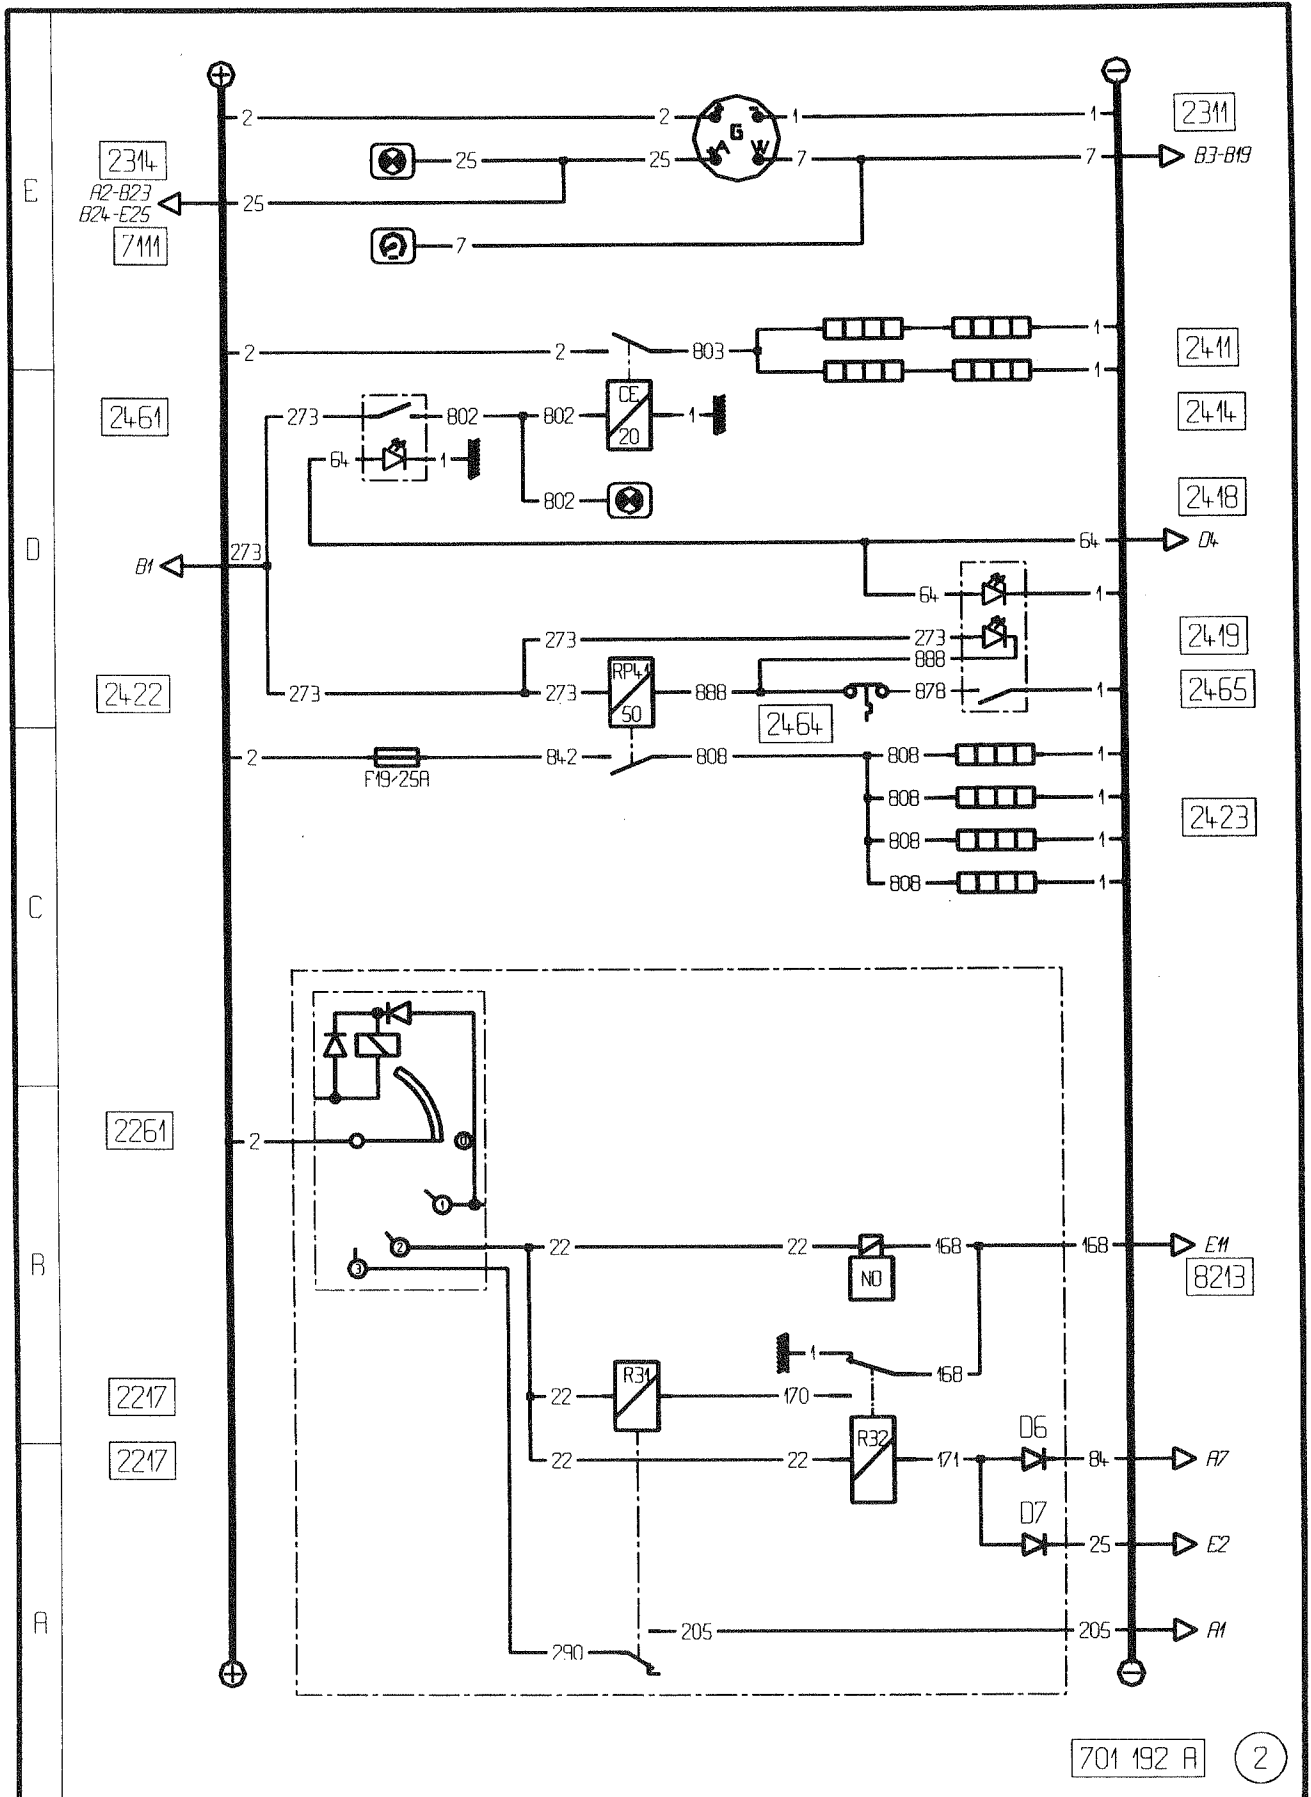 + −
2 2 + − 1 1 2311
G
2314 25 25 A W 7 7 B3-B19
E
A2-B23
B24-E25 25
7111 7
2 2 803 1
2411
1
CE
2461 273 802 802 1 2414
20
64 1
802 2418
D 273 64 D4
B1
64 1
273 273 2419
888
RP41
2422 273 273 888 878 1 2465
50
2464
2 842 808 808 1
F19/25A
808 1 2423
808 1
C 808 1
2261 2 0
1
2 22 22 168 168 E11
B 3 NO 8213
1
R31 168
2217 22 170
R32 D6
2217 22 22 171 84 A7
D7
25 E2
A 205 205 A1
290
+ −
701 192 A 2